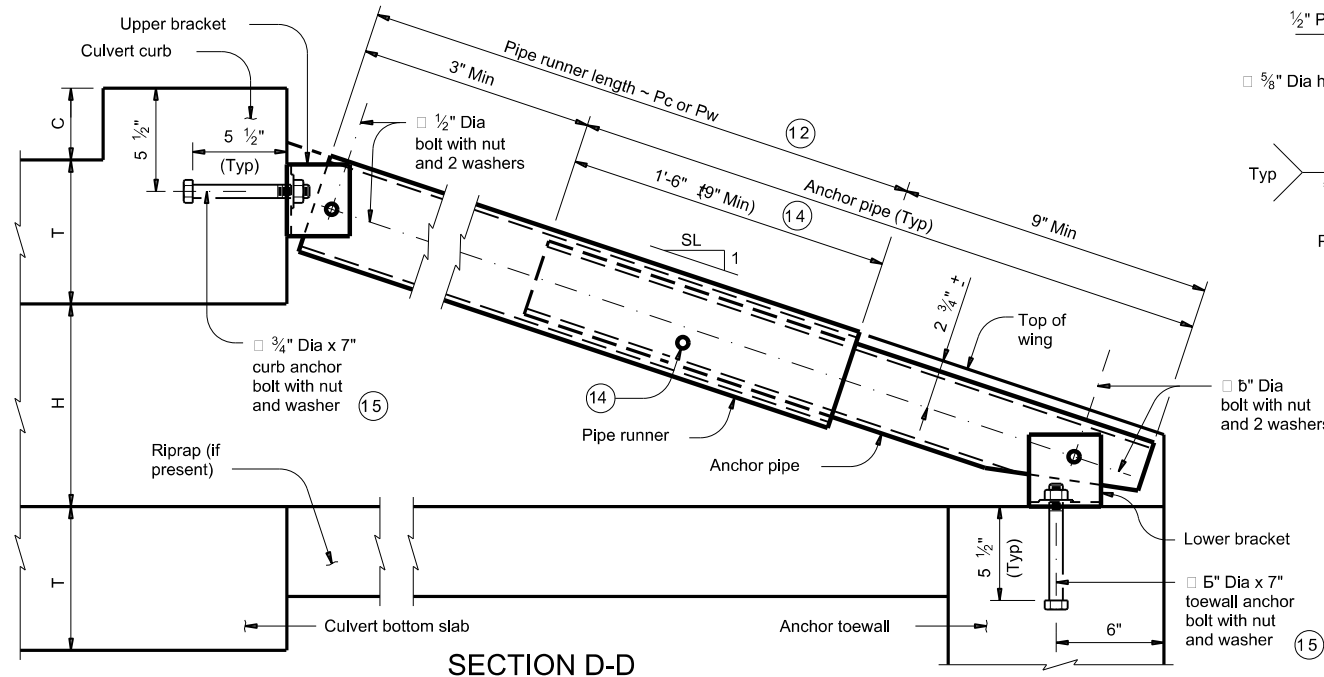 Upper bracket
Culvert curb
C
5 ½"
5 ½"
(Typ)
T
H
T
□ ½" Dia
bolt with nut
and 2 washers
3" Min
Pipe runner length ~ Pc or Pw
12
1'-6" (9" Min)
14
Anchor pipe (Typ)
9" Min
SL
1
2 ¾" ±
Top of
wing
□ ¾" Dia x 7"
curb anchor
bolt with nut
and washer
15
14
Pipe runner
Anchor pipe
Riprap (if
present)
□ б" Dia
bolt with nut
and 2 washers
Lower bracket
5 ½"
(Typ)
□ Б" Dia x 7"
toewall anchor
bolt with nut
and washer
15
6"
Culvert bottom slab
Anchor toewall
SECTION D-D
½" P
□ ⅝" Dia h
Typ
P